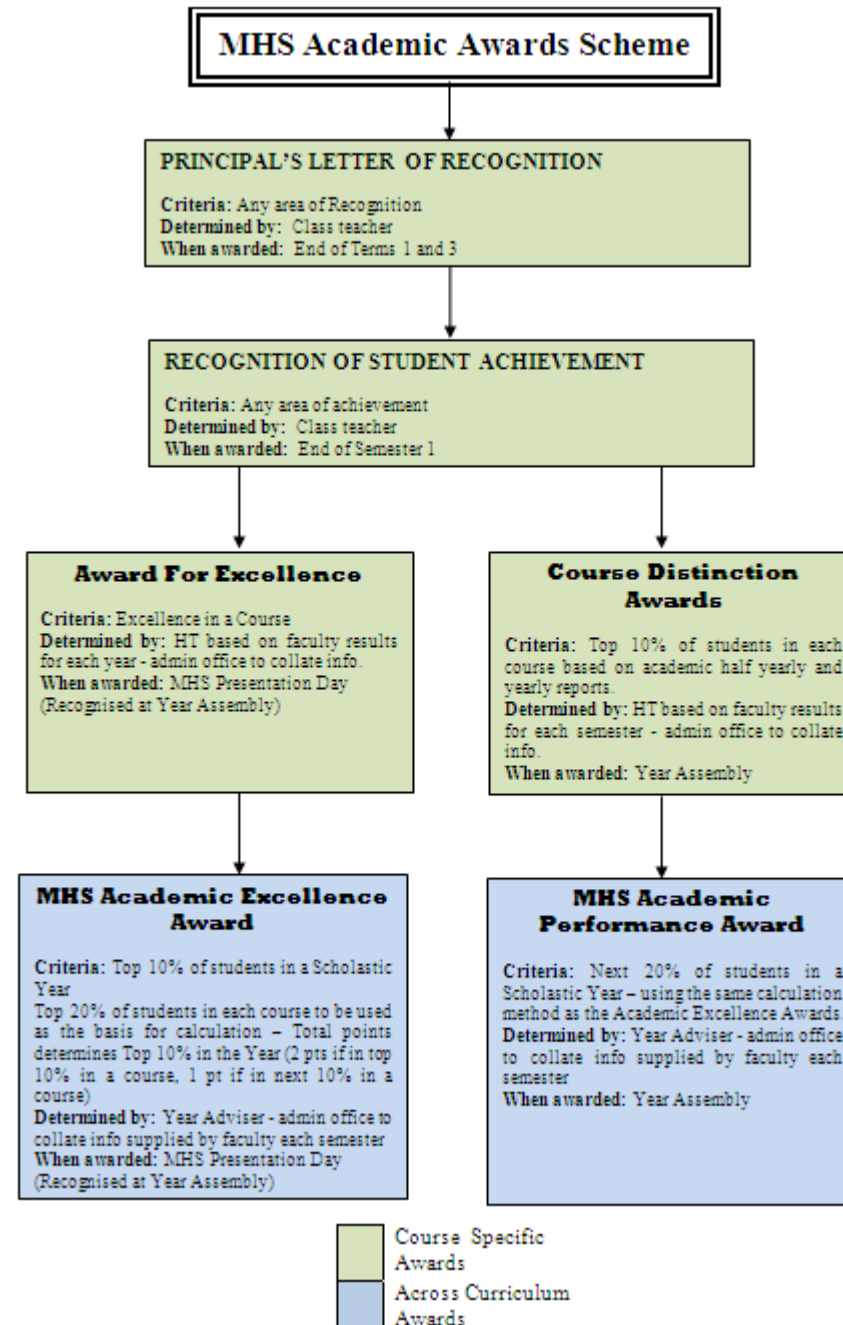 MHS Academic Awards Scheme
PRINCIPAL'S LETTER OF RECOGNITION
Criteria: Any area of Recognition
Determined by: Class teacher
When awarded: End of Terms 1 and 3
RECOGNITION OF STUDENT ACHIEVEMENT
Criteria: Any area of achievement
Determined by: Class teacher
When awarded: End of Semester 1
Award For Excellence
Criteria: Excellence in a Course
Determined by: HT based on faculty results
for each year - admin office to collate info.
When awarded: MHS Presentation Day
(Recognised at Year Assembly)
Course Distinction
Awards
Criteria: Top 10% of students in each
course based on academic half yearly and
yearly reports.
Determined by: HT based on faculty results
for each semester - admin office to collate
info.
When awarded: Year Assembly
MHS Academic Excellence
Award
Criteria: Top 10% of students in a Scholastic
Year
Top 20% of students in each course to be used
as the basis for calculation – Total points
determines Top 10% in the Year (2 pts if in top
10% in a course, 1 pt if in next 10% in a
course)
Determined by: Year Adviser - admin office to
collate info supplied by faculty each semester
When awarded: MHS Presentation Day
(Recognised at Year Assembly)
MHS Academic
Performance Award
Criteria: Next 20% of students in a
Scholastic Year – using the same calculation
method as the Academic Excellence Awards.
Determined by: Year Adviser - admin office
to collate info supplied by faculty each
semester
When awarded: Year Assembly
Course Specific
Awards
Across Curriculum
Awards